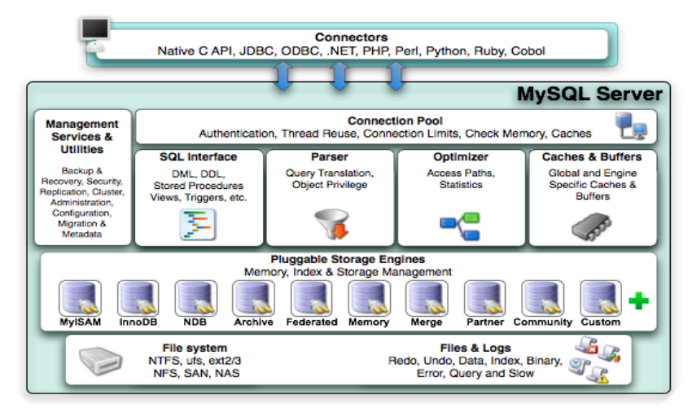 Connectors
Native C API, JDBC, ODBC, .NET, PHP, Perl, Python, Ruby, Cobol
MySQL Server
Management
Services &
Utilities
Backup &
Recovery, Security,
Replication, Cluster,
Administration,
Configuration,
Migration &
Metadata
Connection Pool
Authentication, Thread Reuse, Connection Limits, Check Memory, Caches
SQL Interface
DML, DDL,
Stored Procedures
Views, Triggers, etc.
Parser
Query Translation,
Object Privilege
Optimizer
Access Paths,
Statistics
Caches & Buffers
Global and Engine
Specific Caches &
Buffers
Pluggable Storage Engines
Memory, Index & Storage Management
MyISAM InnoDB NDB Archive Federated Memory Merge Partner Community Custom
File system
NTFS, ufs, ext2/3
NFS, SAN, NAS
Files & Logs
Redo, Undo, Data, Index, Binary,
Error, Query and Slow